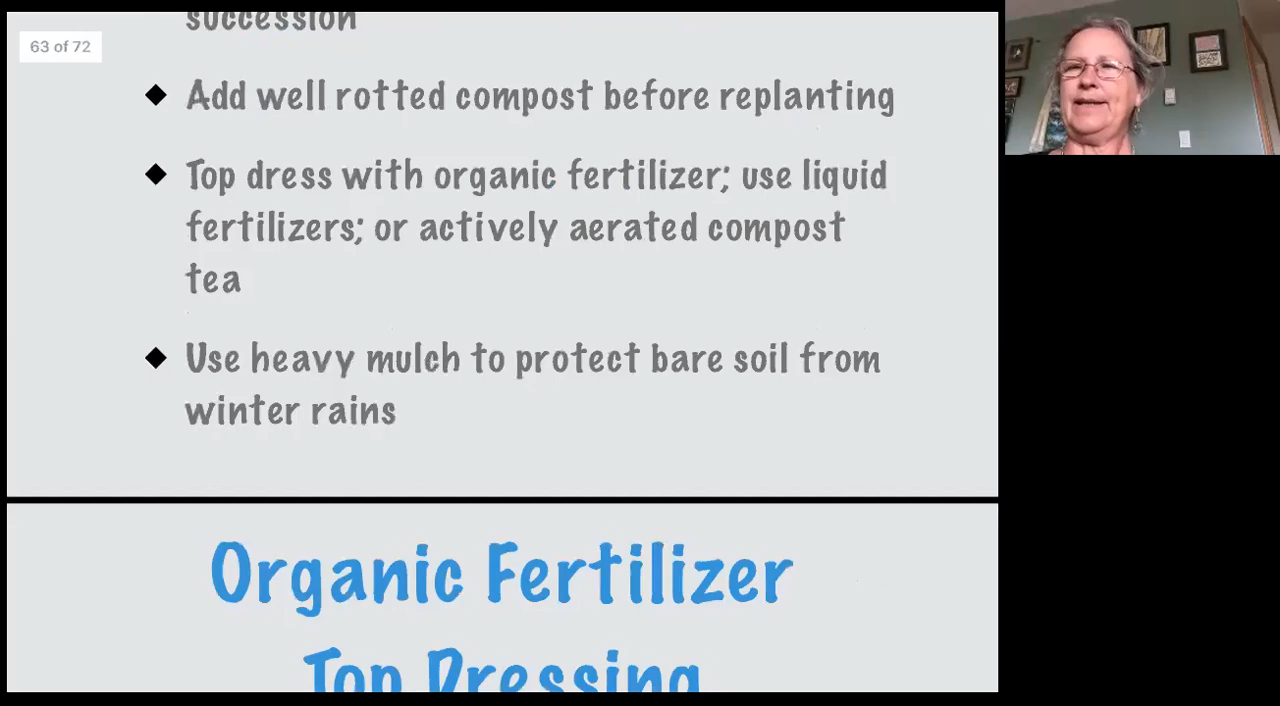 succession
63 of 72
Add well rotted compost before replanting
Top dress with organic fertilizer; use liquid
fertilizers; or actively aerated compost
tea
Use heavy mulch to protect bare soil from
winter rains
Organic Fertilizer
Top Dressing